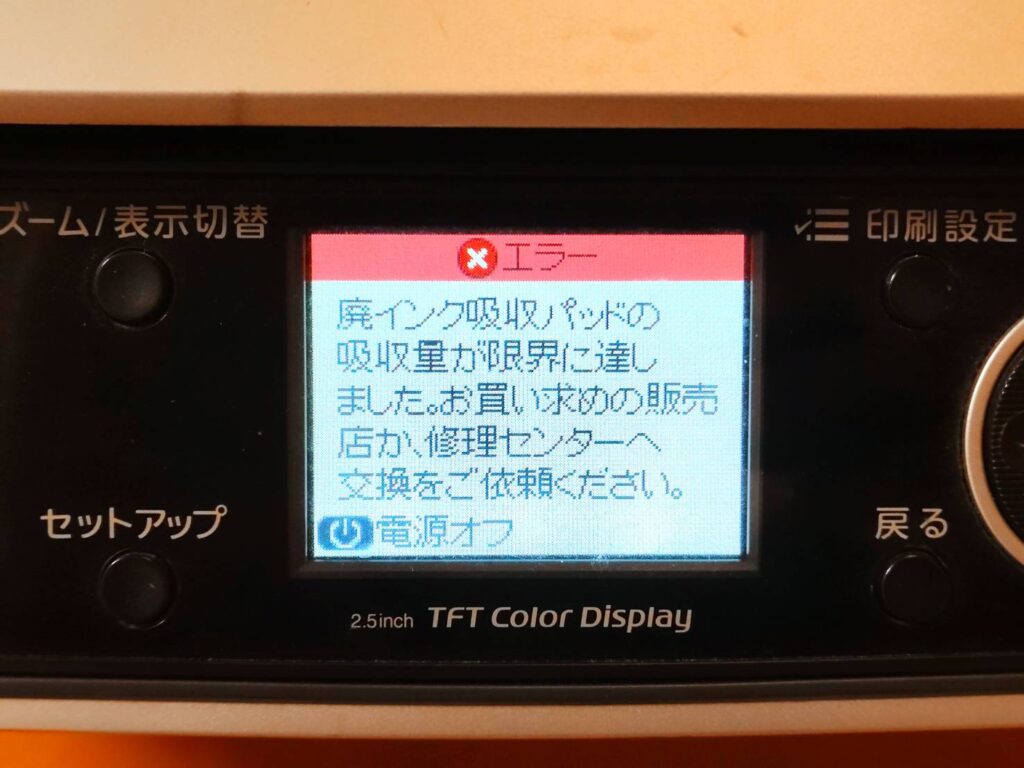 ズーム/表示切替
印刷設定
エラー
廃インク吸収パッドの
吸収量が限界に達し
ました。お買い求めの販売
店か、修理センターへ
交換をご依頼ください。
電源オフ
セットアップ
戻る
2.5inch TFT Color Display